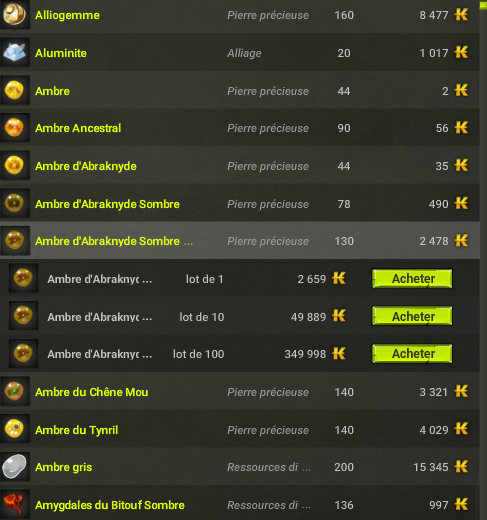 Alliogemme Pierre précieuse 160 8 477
Aluminite Alliage 20 1 017
Ambre Pierre précieuse 44 2
Ambre Ancestral Pierre précieuse 90 56
Ambre d'Abraknyde Pierre précieuse 44 35
Ambre d'Abraknyde Sombre Pierre précieuse 78 490
Ambre d'Abraknyde Sombre ... Pierre précieuse 130 2 478
Ambre d'Abraknyc ... lot de 1 2 659 Acheter
Ambre d'Abraknyc ... lot de 10 49 889 Acheter
Ambre d'Abraknyc ... lot de 100 349 998 Acheter
Ambre du Chêne Mou Pierre précieuse 140 3 321
Ambre du Tynril Pierre précieuse 140 4 029
Ambre gris Ressources di ... 200 15 345
Amygdales du Bitouf Sombre Ressources di ... 136 997